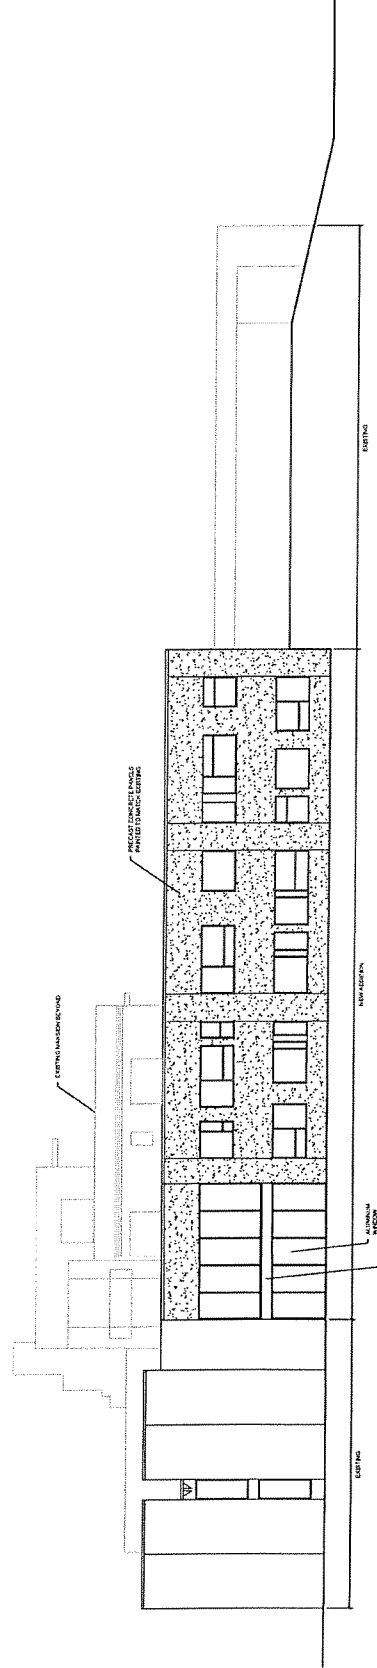 EXISTING MANSION BEYOND
PRECAST CONCRETE PANELS
PAINTED TO MATCH EXISTING
EXISTING
NEW ADDITION
ALUMINUM
WINDOW
EXISTING